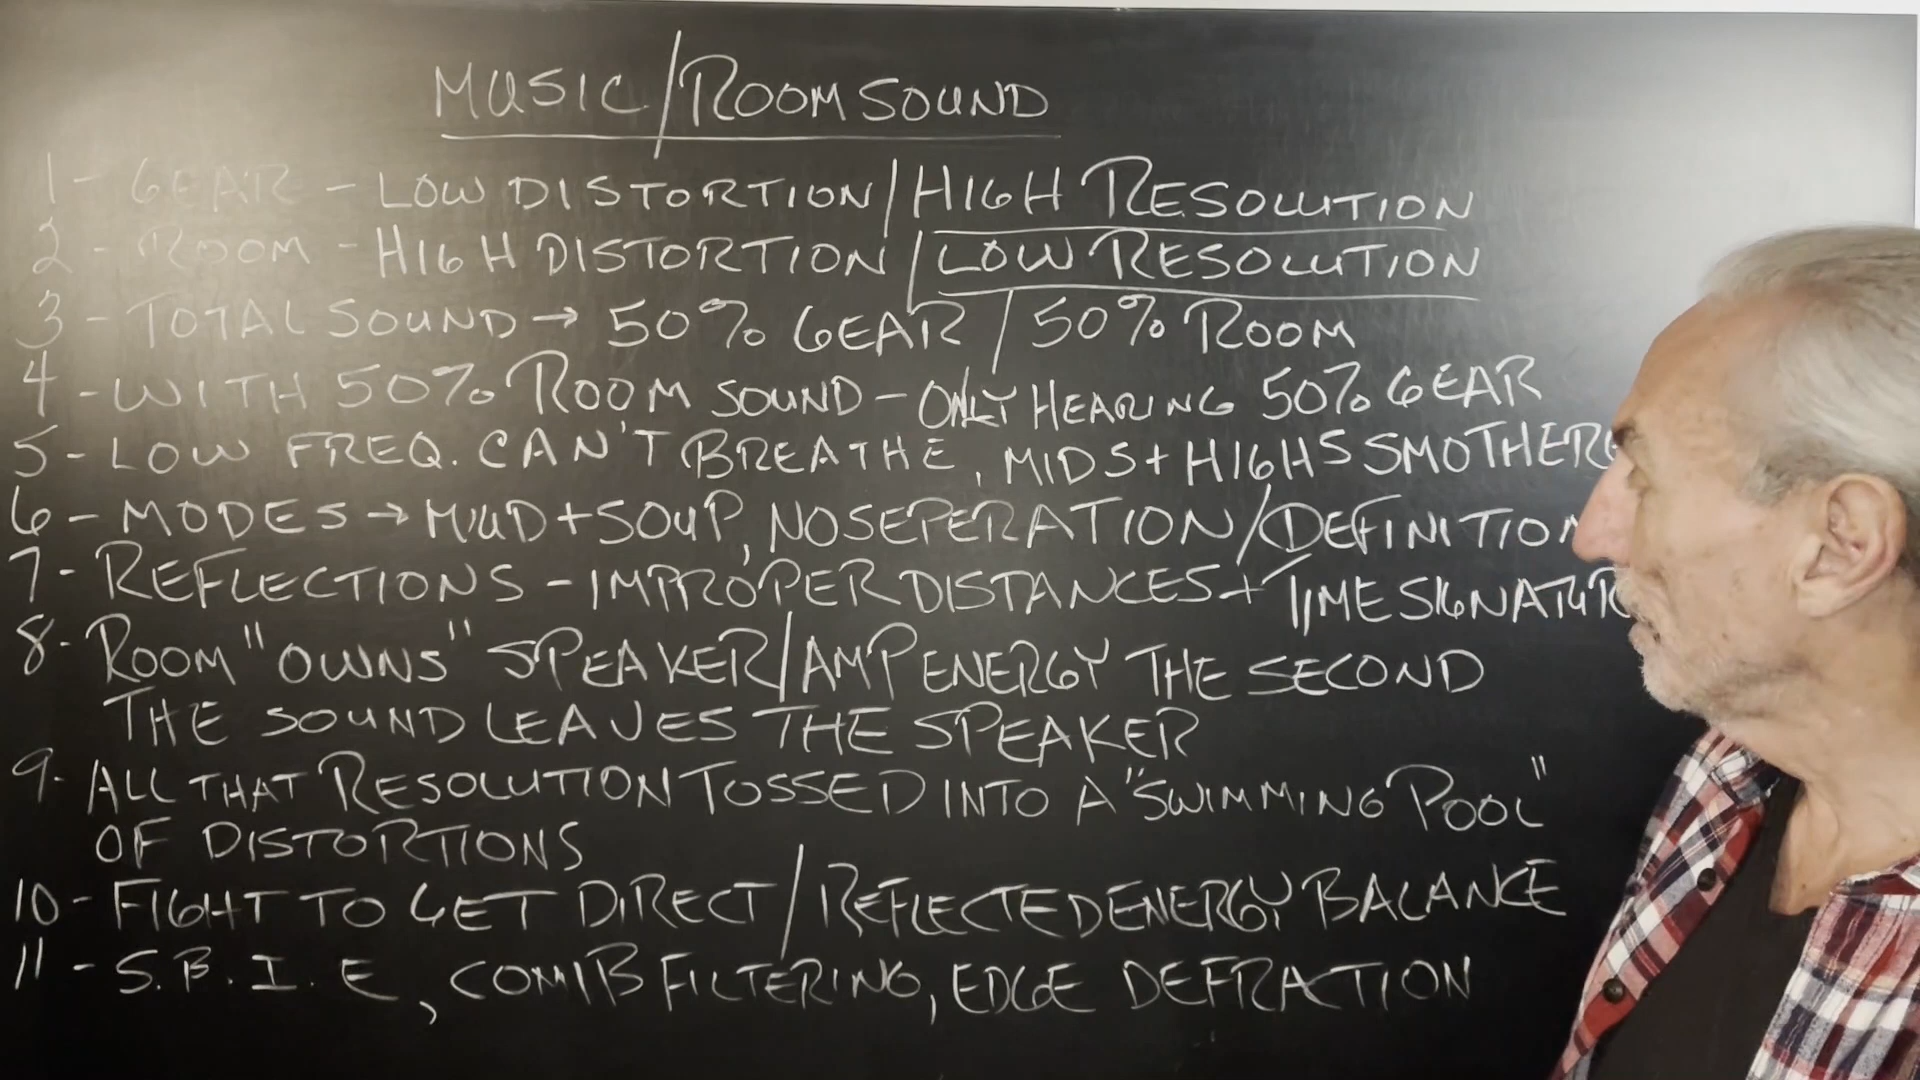 MUSIC/ROOM SOUND
1- GEAR - LOW DISTORTION/HIGH RESOLUTION
2- ROOM - HIGH DISTORTION/LOW RESOLUTION
3- TOTAL SOUND → 50% GEAR/50% ROOM
4- WITH 50% ROOM SOUND - ONLY HEARING 50% GEAR
5- LOW FREQ. CAN'T BREATHE, MIDS + HIGHS SMOTHERE
6- MODES → MUD + SOUP, NO SEPERATION/DEFINITION
7- REFLECTIONS - IMPROPER DISTANCES + TIME SIGNATUR
8- ROOM "OWNS" SPEAKER/AMP ENERGY THE SECOND
THE SOUND LEAVES THE SPEAKER
9- ALL THAT RESOLUTION TOSSED INTO A "SWIMMING POOL"
OF DISTORTIONS
10- FIGHT TO GET DIRECT/REFLECTED ENERGY BALANCE
11- S.B.I.E, COMB FILTERING, EDGE DEFRACTION